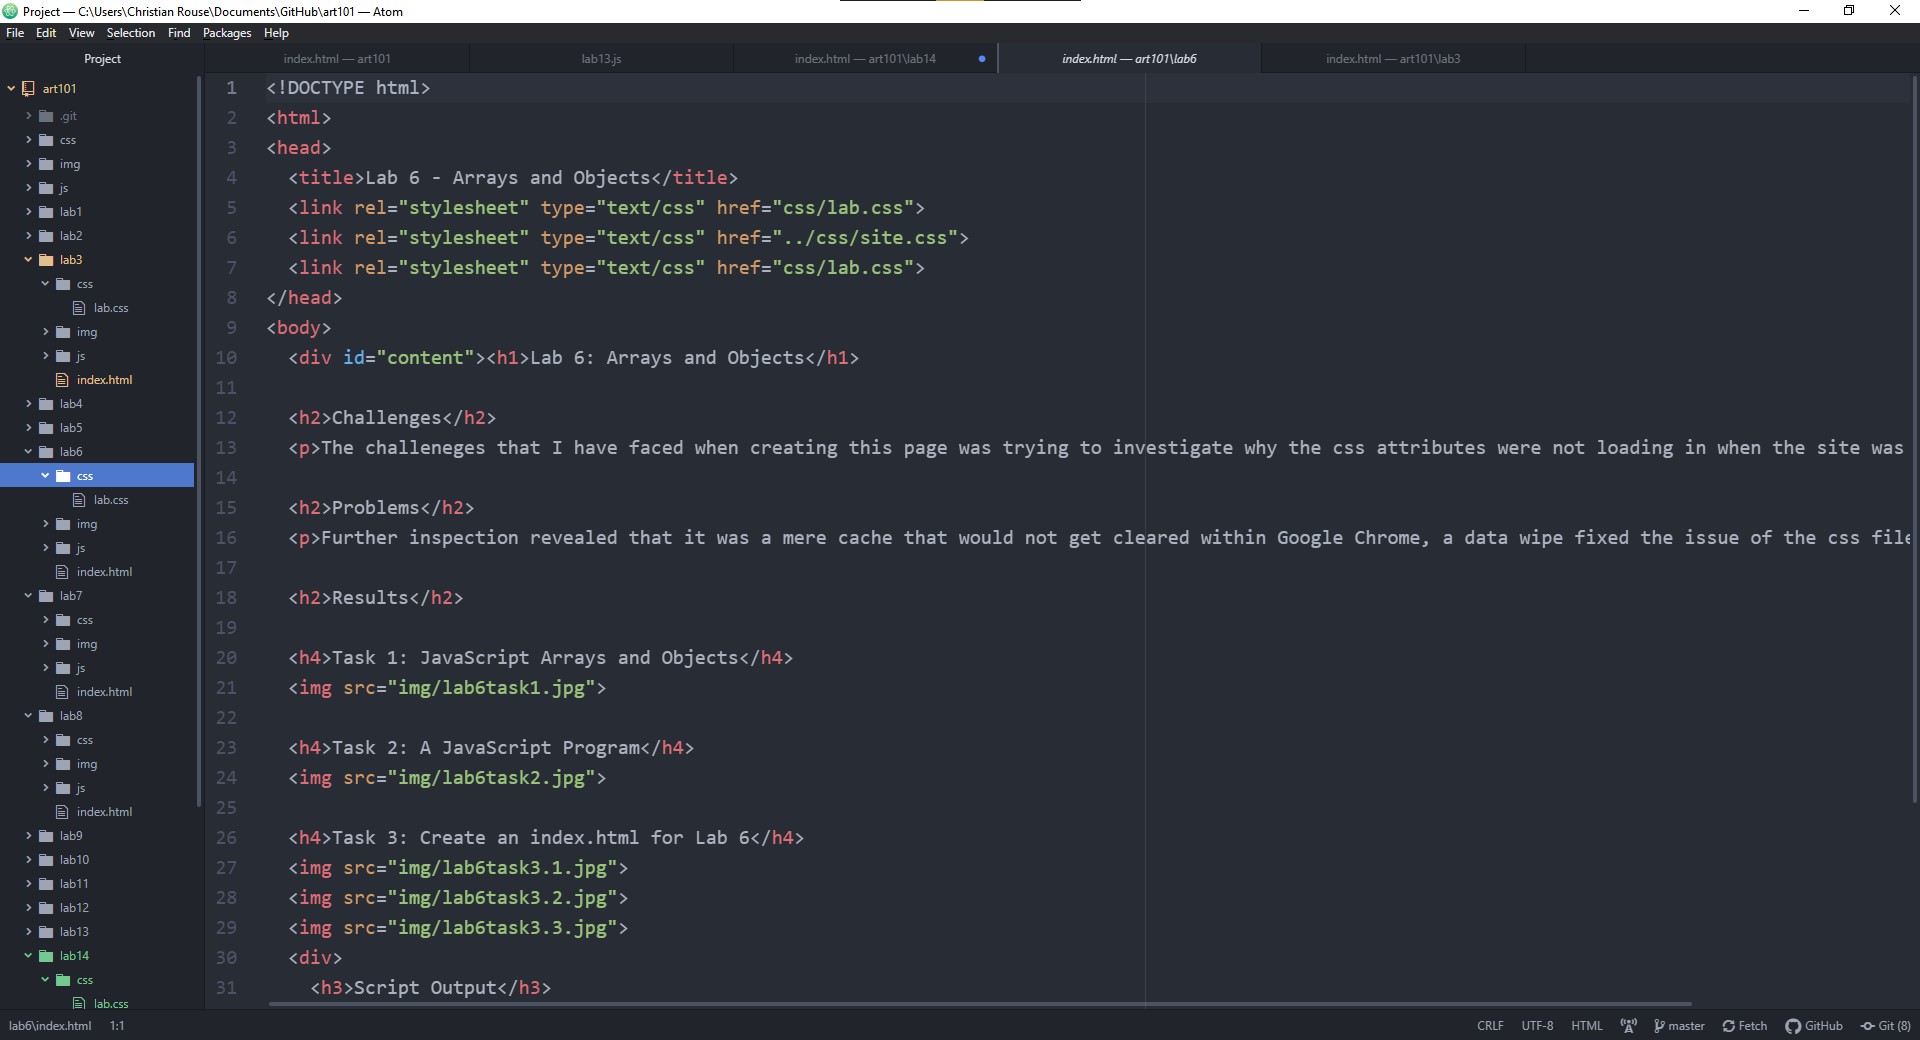 Project — C:\Users\Christian Rouse\Documents\GitHub\art101 — Atom
File Edit View Selection Find Packages Help
Project
index.html — art101
lab13.js
index.html — art101\lab14
index.html — art101\lab6
index.html — art101\lab3
art101
.git
css
img
js
lab1
lab2
lab3
css
lab.css
img
js
index.html
lab4
lab5
lab6
css
lab.css
img
js
index.html
lab7
css
img
js
index.html
lab8
css
img
js
index.html
lab9
lab10
lab11
lab12
lab13
lab14
css
lab.css
1 <!DOCTYPE html>
2 <html>
3 <head>
4 <title>Lab 6 - Arrays and Objects</title>
5 <link rel="stylesheet" type="text/css" href="css/lab.css">
6 <link rel="stylesheet" type="text/css" href="../css/site.css">
7 <link rel="stylesheet" type="text/css" href="css/lab.css">
8 </head>
9 <body>
10 <div id="content"><h1>Lab 6: Arrays and Objects</h1>
11
12 <h2>Challenges</h2>
13 <p>The challeneges that I have faced when creating this page was trying to investigate why the css attributes were not loading in when the site was
14
15 <h2>Problems</h2>
16 <p>Further inspection revealed that it was a mere cache that would not get cleared within Google Chrome, a data wipe fixed the issue of the css file
17
18 <h2>Results</h2>
19
20 <h4>Task 1: JavaScript Arrays and Objects</h4>
21 <img src="img/lab6task1.jpg">
22
23 <h4>Task 2: A JavaScript Program</h4>
24 <img src="img/lab6task2.jpg">
25
26 <h4>Task 3: Create an index.html for Lab 6</h4>
27 <img src="img/lab6task3.1.jpg">
28 <img src="img/lab6task3.2.jpg">
29 <img src="img/lab6task3.3.jpg">
30 <div>
31 <h3>Script Output</h3>
lab6\index.html 1:1
CRLF UTF-8 HTML master Fetch GitHub Git (8)